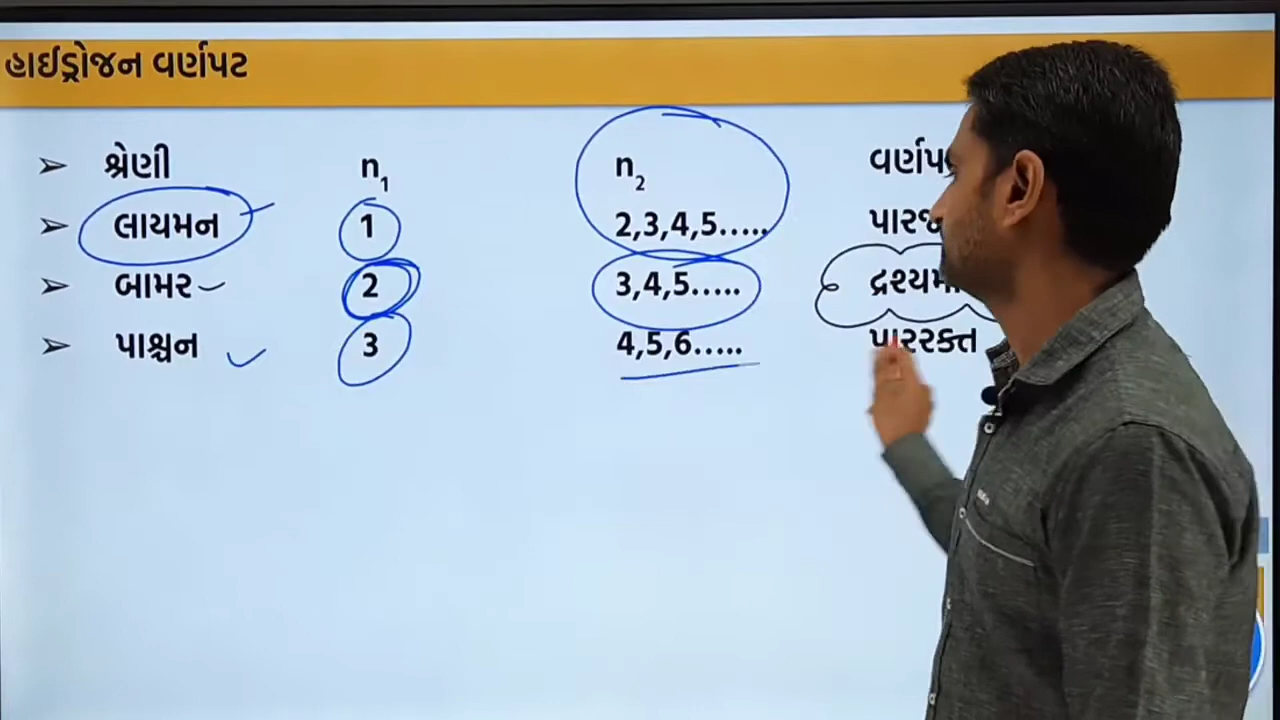 હાઈડ્રોજન વર્ણપટ
➢ શ્રેણી n₁ n₂
➢ લાયમન 1 2,3,4,5.....
➢ બામર 2 3,4,5.....
➢ પાશ્ચન 3 4,5,6..... પારરક્ત